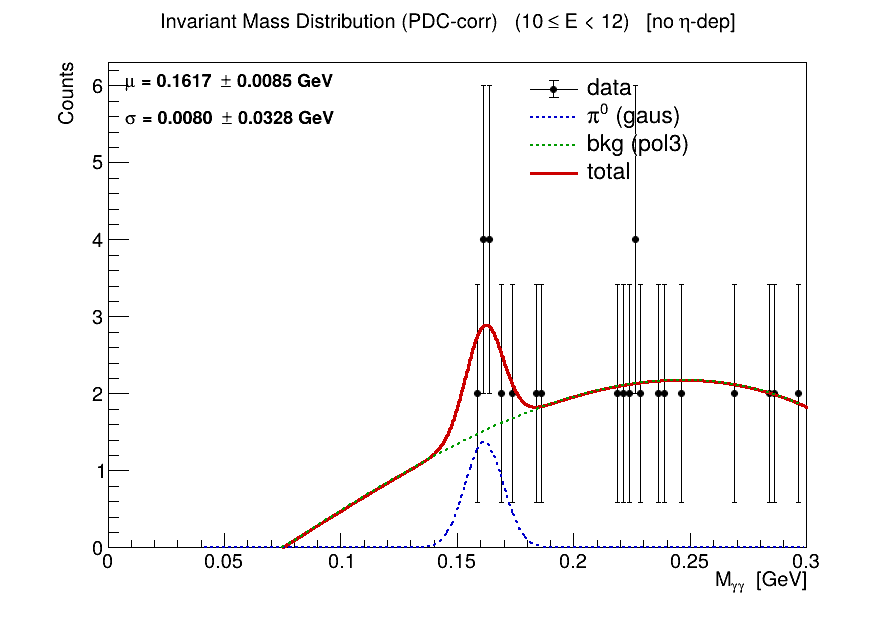 Invariant Mass Distribution (PDC-corr) (10 ≤ E < 12) [no η-dep]
Counts
μ = 0.1617 ± 0.0085 GeV
σ = 0.0080 ± 0.0328 GeV
data
π⁰ (gaus)
bkg (pol3)
total
6
5
4
3
2
1
0
0 0.05 0.1 0.15 0.2 0.25 0.3
Mγγ [GeV]